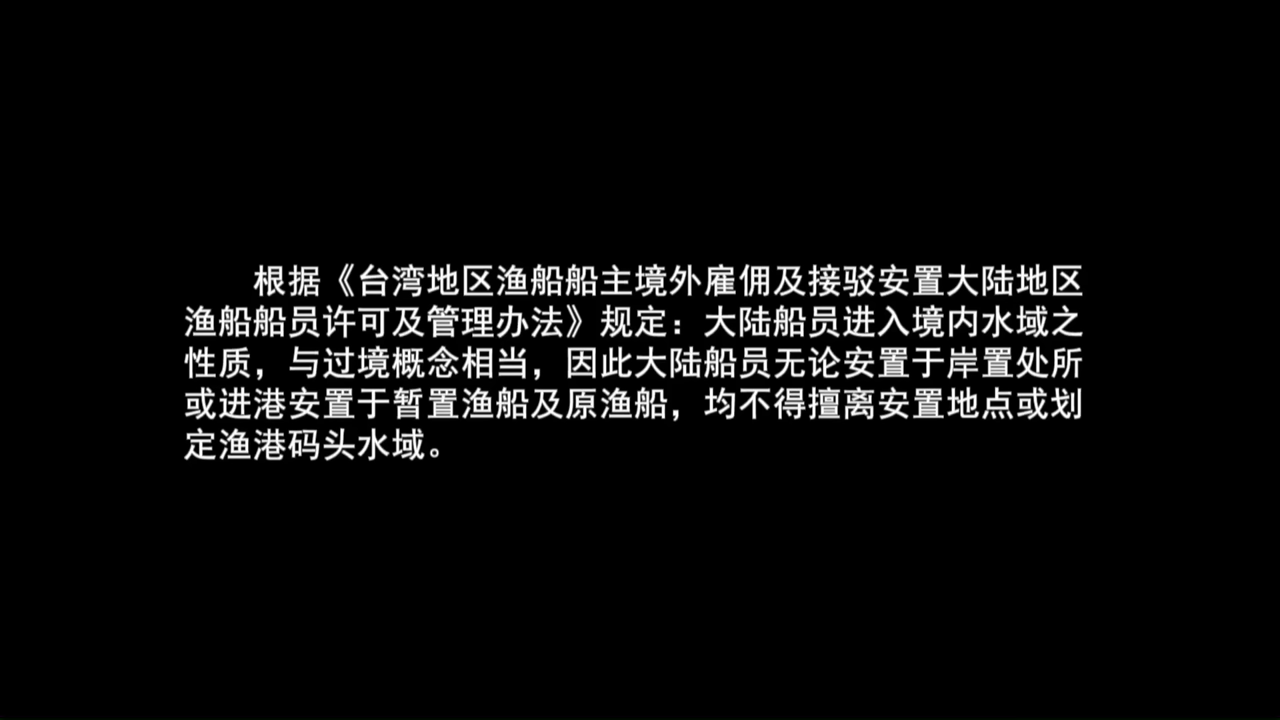 根据《台湾地区渔船船主境外雇佣及接驳安置大陆地区
渔船船员许可及管理办法》规定：大陆船员进入境内水域之
性质，与过境概念相当，因此大陆船员无论安置于岸置处所
或进港安置于暂置渔船及原渔船，均不得擅离安置地点或划
定渔港码头水域。